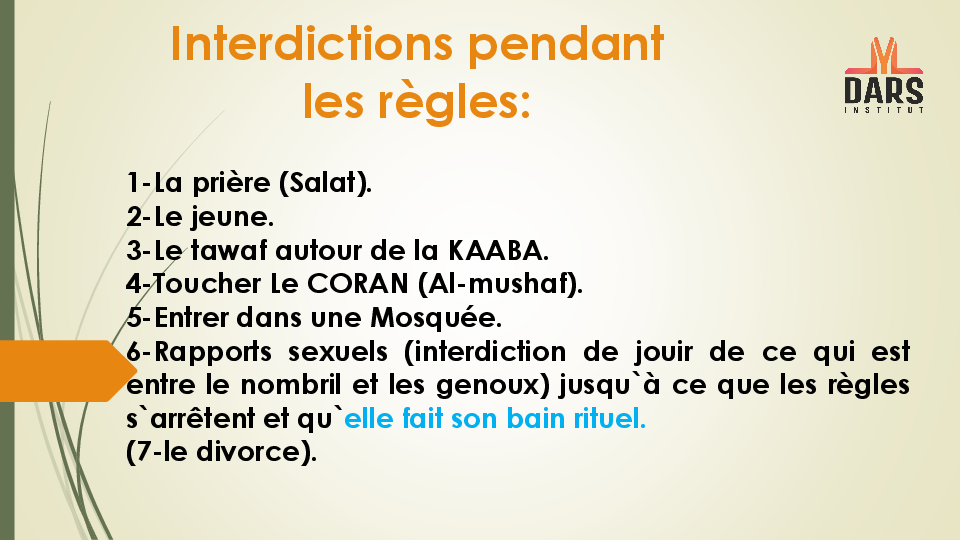 Interdictions pendant
les règles:
DARS
INSTITUT
1-La prière (Salat).
2-Le jeune.
3-Le tawaf autour de la KAABA.
4-Toucher Le CORAN (Al-mushaf).
5-Entrer dans une Mosquée.
6-Rapports sexuels (interdiction de jouir de ce qui est
entre le nombril et les genoux) jusqu`à ce que les règles
s`arrêtent et qu`elle fait son bain rituel.
(7-le divorce).